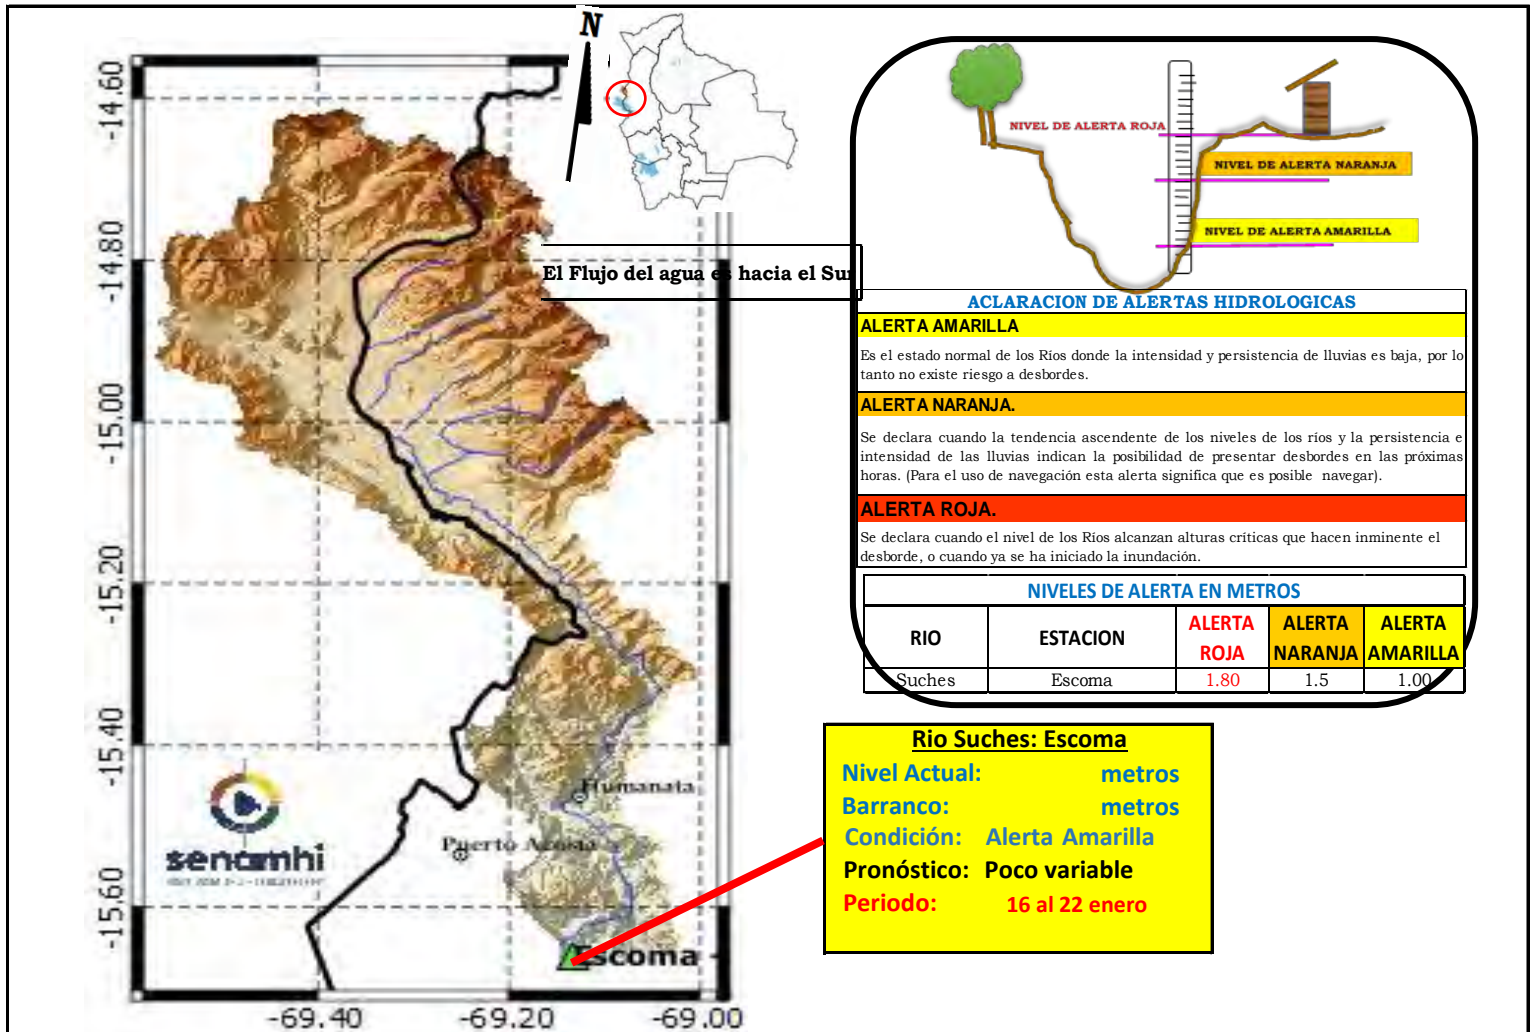 N
-14.60
-14.80
-15.00
-15.20
-15.40
-15.60
-69.40
-69.20
-69.00
El Flujo del agua es hacia el Sur
Humanata
Puerto Acosta
Escoma
senamhi
NIVEL DE ALERTA ROJA
NIVEL DE ALERTA NARANJA
NIVEL DE ALERTA AMARILLA
ACLARACION DE ALERTAS HIDROLOGICAS
ALERTA AMARILLA
Es el estado normal de los Ríos donde la intensidad y persistencia de lluvias es baja, por lo
tanto no existe riesgo a desbordes.
ALERTA NARANJA.
Se declara cuando la tendencia ascendente de los niveles de los ríos y la persistencia e
intensidad de las lluvias indican la posibilidad de presentar desbordes en las próximas
horas. (Para el uso de navegación esta alerta significa que es posible navegar).
ALERTA ROJA.
Se declara cuando el nivel de los Ríos alcanzan alturas críticas que hacen inminente el
desborde, o cuando ya se ha iniciado la inundación.
NIVELES DE ALERTA EN METROS
RIO ESTACION ALERTA ROJA ALERTA NARANJA ALERTA AMARILLA
Suches Escoma 1.80 1.5 1.00
Rio Suches: Escoma
Nivel Actual: metros
Barranco: metros
Condición: Alerta Amarilla
Pronóstico: Poco variable
Periodo: 16 al 22 enero